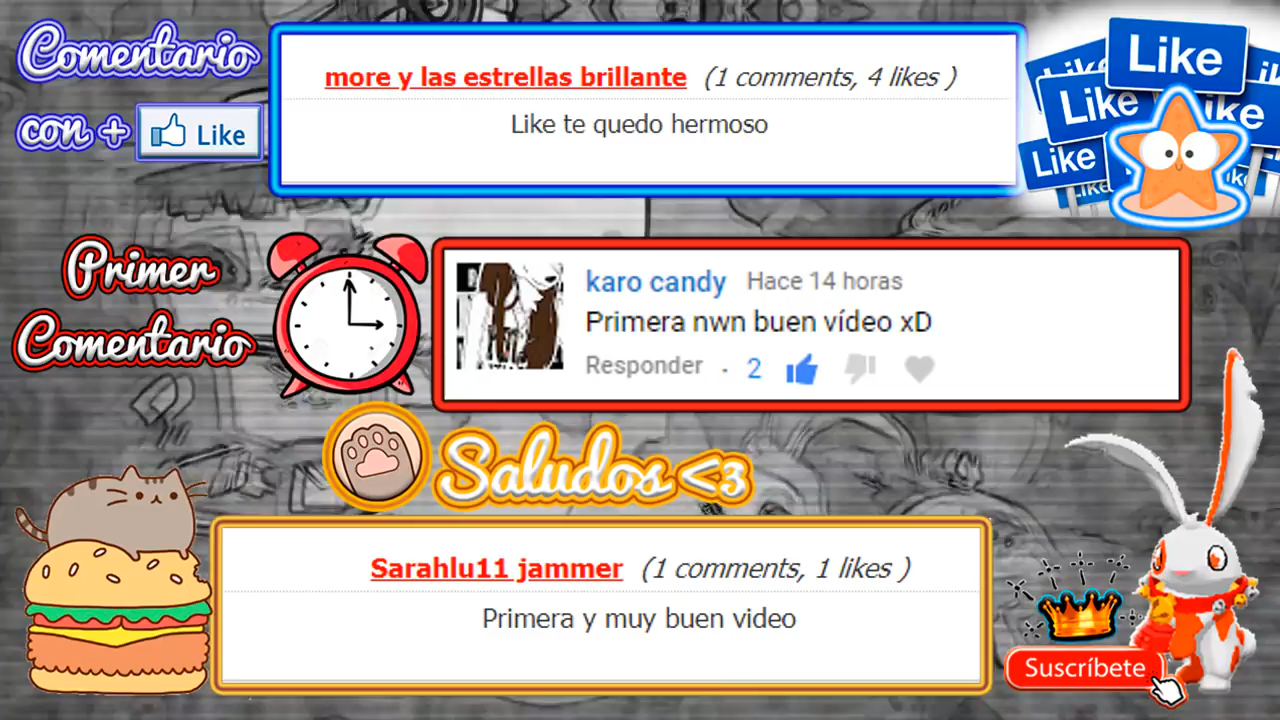 Comentario
con + Like
more y las estrellas brillante (1 comments, 4 likes )
Like te quedo hermoso
Like
Like
Like
Like
Primer
Comentario
karo candy Hace 14 horas
Primera nwn buen vídeo xD
Responder . 2
Saludos <3
Sarahlu11 jammer (1 comments, 1 likes )
Primera y muy buen video
Suscríbete